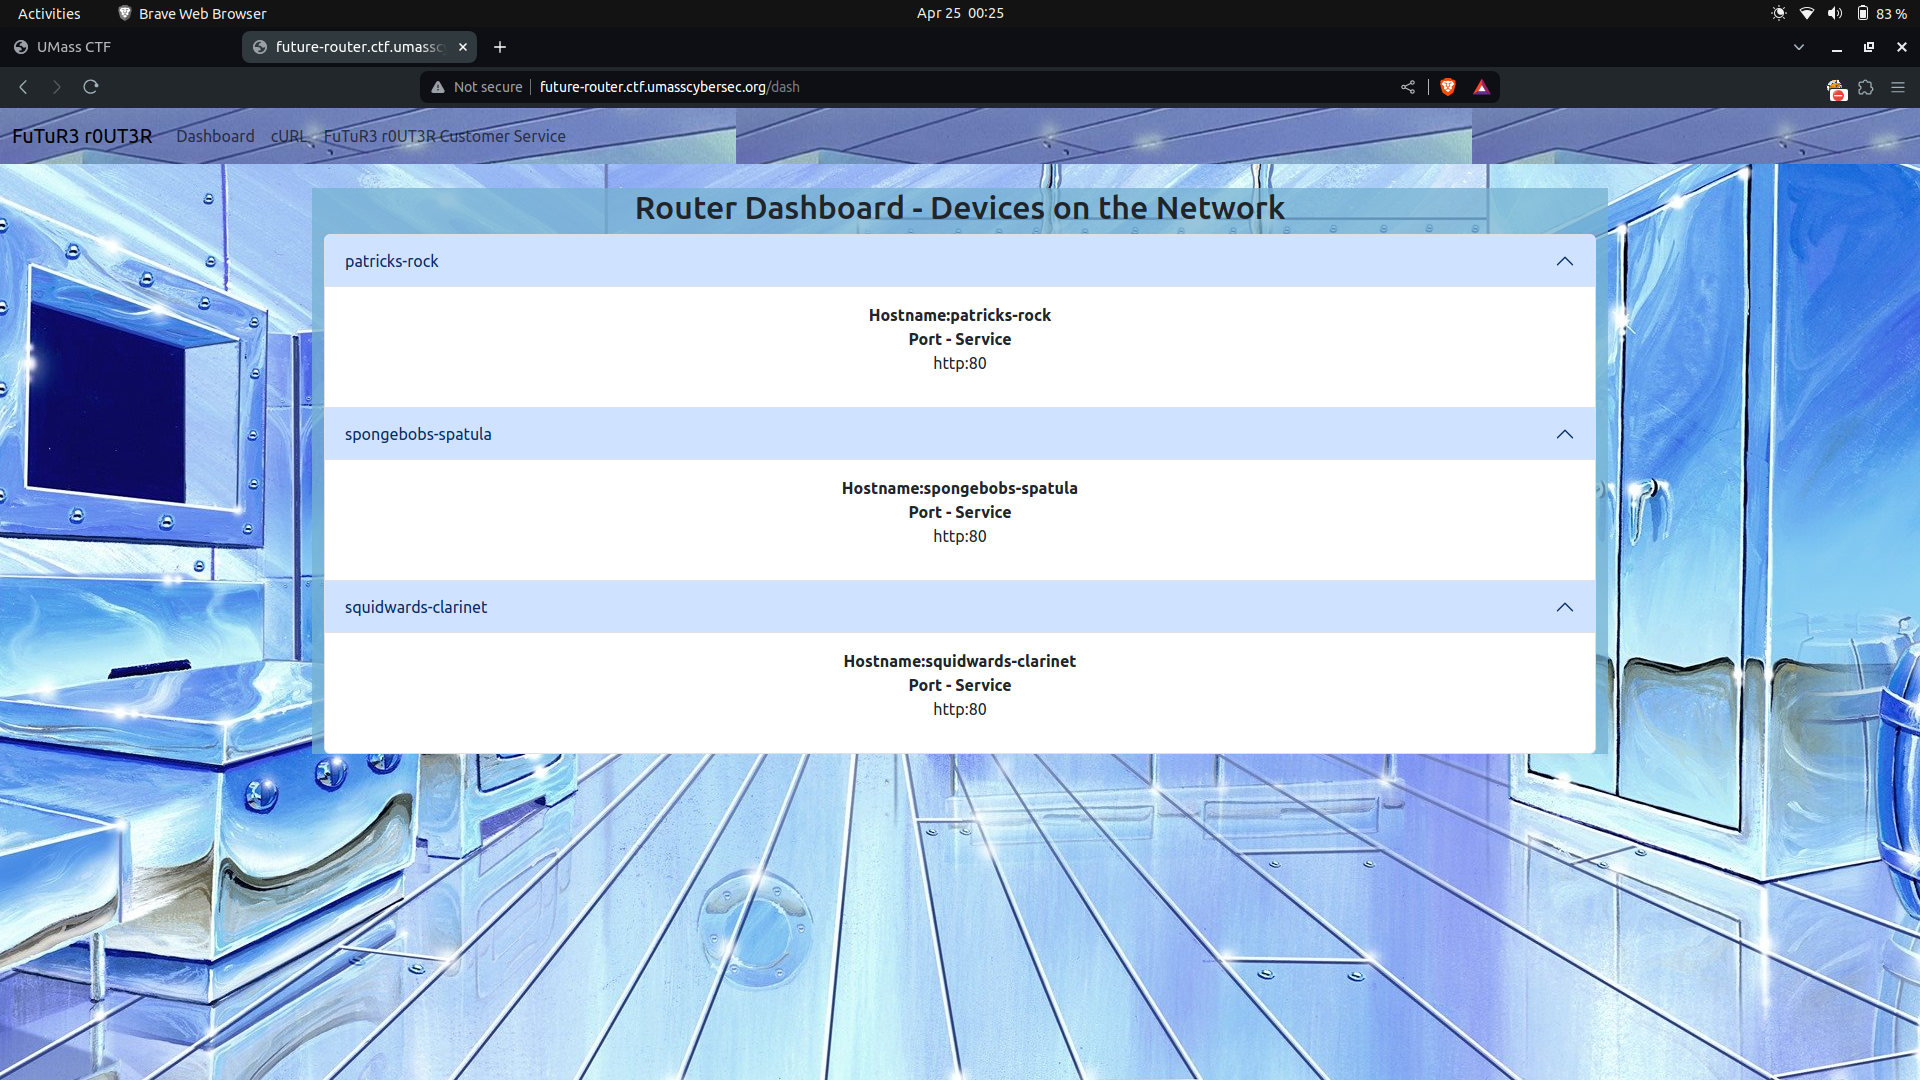 Activities
Brave Web Browser
Apr 25 00:25
83 %
UMass CTF
future-router.ctf.umassc
Not secure
future-router.ctf.umasscybersec.org/dash
FuTuR3 r0UT3R
Dashboard
cURL
FuTuR3 r0UT3R Customer Service
Router Dashboard - Devices on the Network
patricks-rock
Hostname:patricks-rock
Port - Service
http:80
spongebobs-spatula
Hostname:spongebobs-spatula
Port - Service
http:80
squidwards-clarinet
Hostname:squidwards-clarinet
Port - Service
http:80